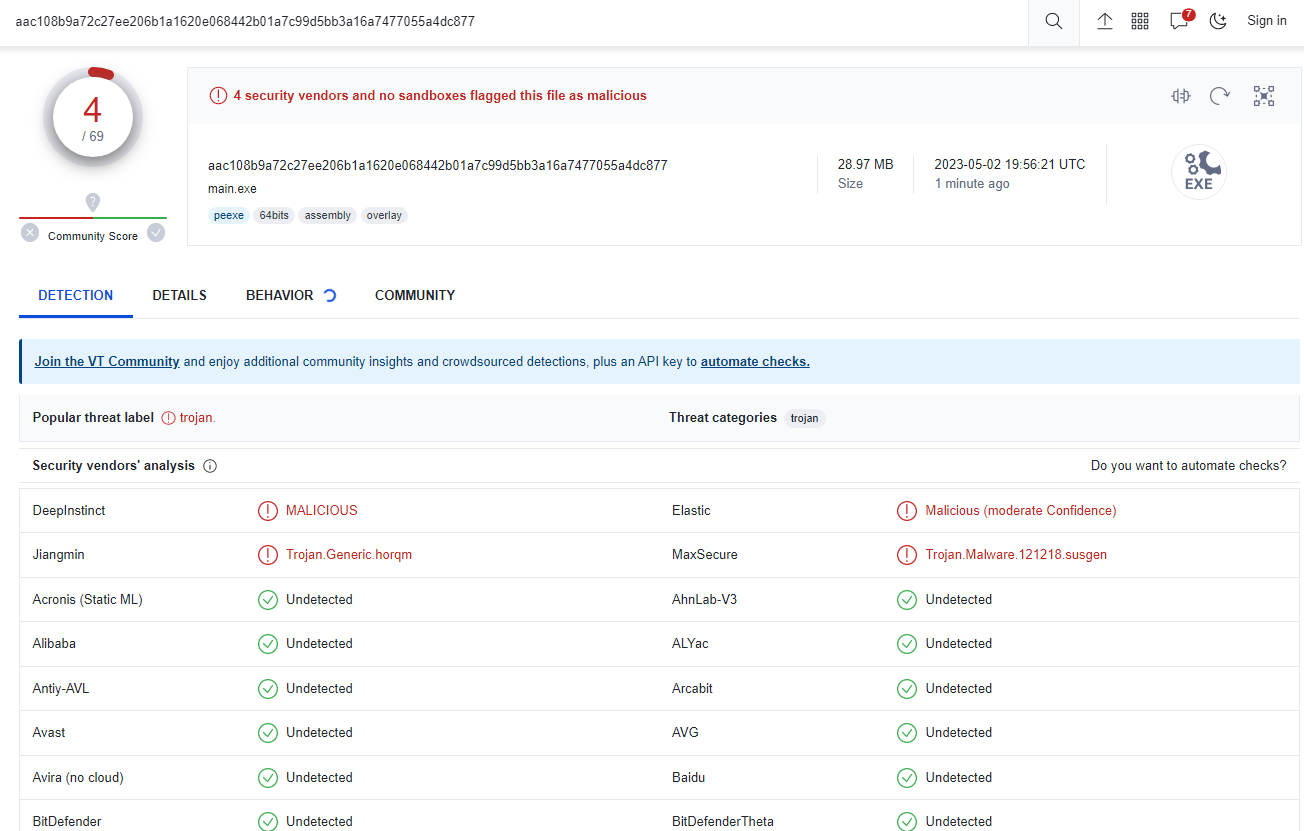 aac108b9a72c27ee206b1a1620e068442b01a7c99d5bb3a16a7477055a4dc877
7
Sign in
4
/ 69
?
Community Score
4 security vendors and no sandboxes flagged this file as malicious
aac108b9a72c27ee206b1a1620e068442b01a7c99d5bb3a16a7477055a4dc877
main.exe
peexe 64bits assembly overlay
28.97 MB
Size
2023-05-02 19:56:21 UTC
1 minute ago
EXE
DETECTION DETAILS BEHAVIOR COMMUNITY
Join the VT Community and enjoy additional community insights and crowdsourced detections, plus an API key to automate checks.
Popular threat label trojan. Threat categories trojan
Security vendors' analysis Do you want to automate checks?
DeepInstinct MALICIOUS Elastic Malicious (moderate Confidence)
Jiangmin Trojan.Generic.horqm MaxSecure Trojan.Malware.121218.susgen
Acronis (Static ML) Undetected AhnLab-V3 Undetected
Alibaba Undetected ALYac Undetected
Antiy-AVL Undetected Arcabit Undetected
Avast Undetected AVG Undetected
Avira (no cloud) Undetected Baidu Undetected
BitDefender Undetected BitDefenderTheta Undetected